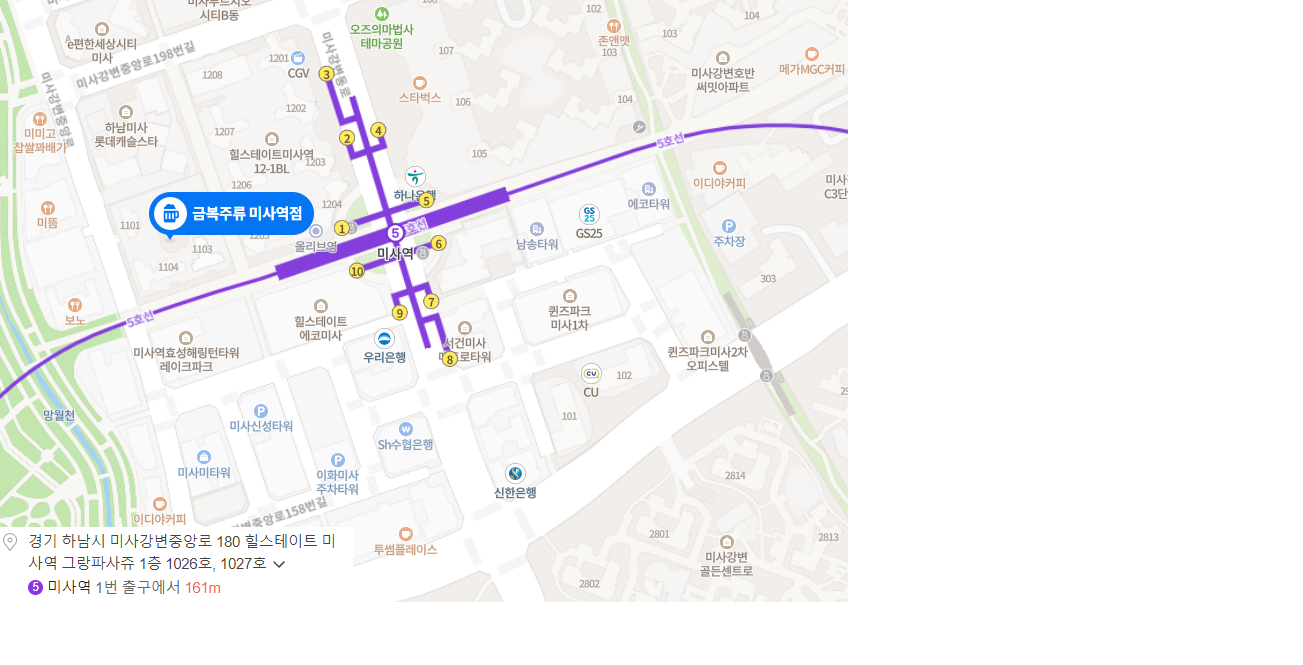 미사푸르지오
시티B동
e편한세상시티
미사
미사강변중앙로198번길
미사강변중앙로
미사강변동로
오즈의마법사
테마공원
106
107
102
103
104
존앤맷
103
미사강변호반
써밋아파트
메가MGC커피
1201
CGV
3
1208
스타벅스
106
104
하남미사
롯데캐슬스타
1202
1207
2
4
미미고
찹쌀꽈배기
힐스테이트미사역
12-1BL
1203
105
5호선
이디야커피
미사
C3단
1206
하나은행
에코타워
미뜸
금복주류 미사역점
1204
5
GS
25
GS25
1101
1205
1103
1104
1
올리브영
5
5호선
미사역
6
남송타워
P
주차장
10
303
보노
5호선
힐스테이트
에코미사
9
7
퀸즈파크
미사1차
미사역효성해링턴타워
레이크파크
우리은행
서건미사
8
퀸즈파크미사2차
오피스텔
CU
CU
102
101
망월천
P
미사신성타워
Sh수협은행
미사미타워
P
이화미사
주차타워
신한은행
2814
이디야커피
중앙로158번길
투썸플레이스
2801
2813
미사강변
골든센트로
2802
경기 하남시 미사강변중앙로 180 힐스테이트 미
사역 그랑파사쥬 1층 1026호, 1027호
5 미사역 1번 출구에서 161m